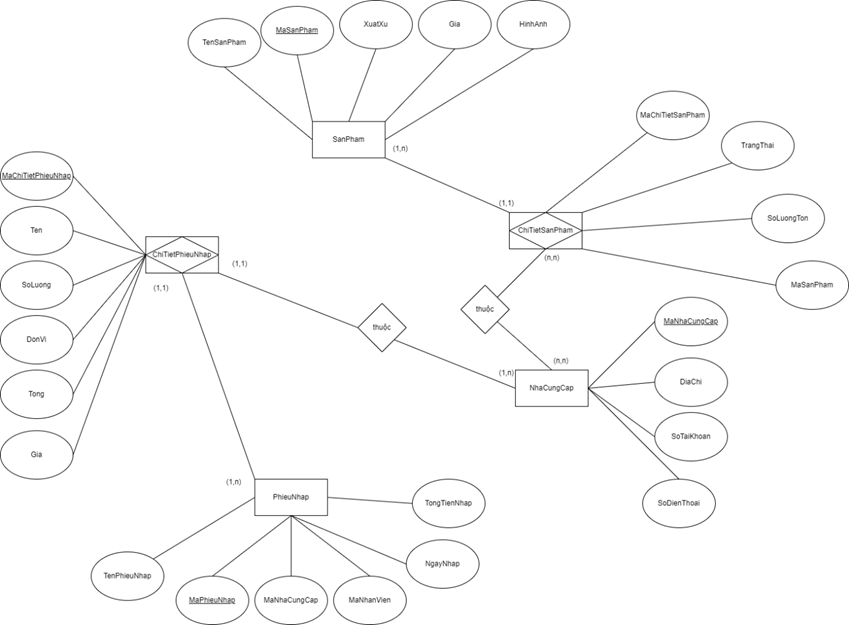 XuatXu
Gia
HinhAnh
MaSanPham
TenSanPham
MaChiTietSanPham
SanPham
(1,n)
TrangThai
MaChiTietPhieuNhap
(1,1)
SoLuongTon
Ten
ChiTietSanPham
ChiTietPhieuNhap
(1,1)
(n,n)
SoLuong
(1,1)
MaSanPham
thuộc
MaNhaCungCap
thuộc
DonVi
(n,n)
(1,n)
NhaCungCap
DiaChi
Tong
SoTaiKhoan
Gia
(1,n)
PhieuNhap
TongTienNhap
SoDienThoai
NgayNhap
TenPhieuNhap
MaPhieuNhap
MaNhaCungCap
MaNhanVien